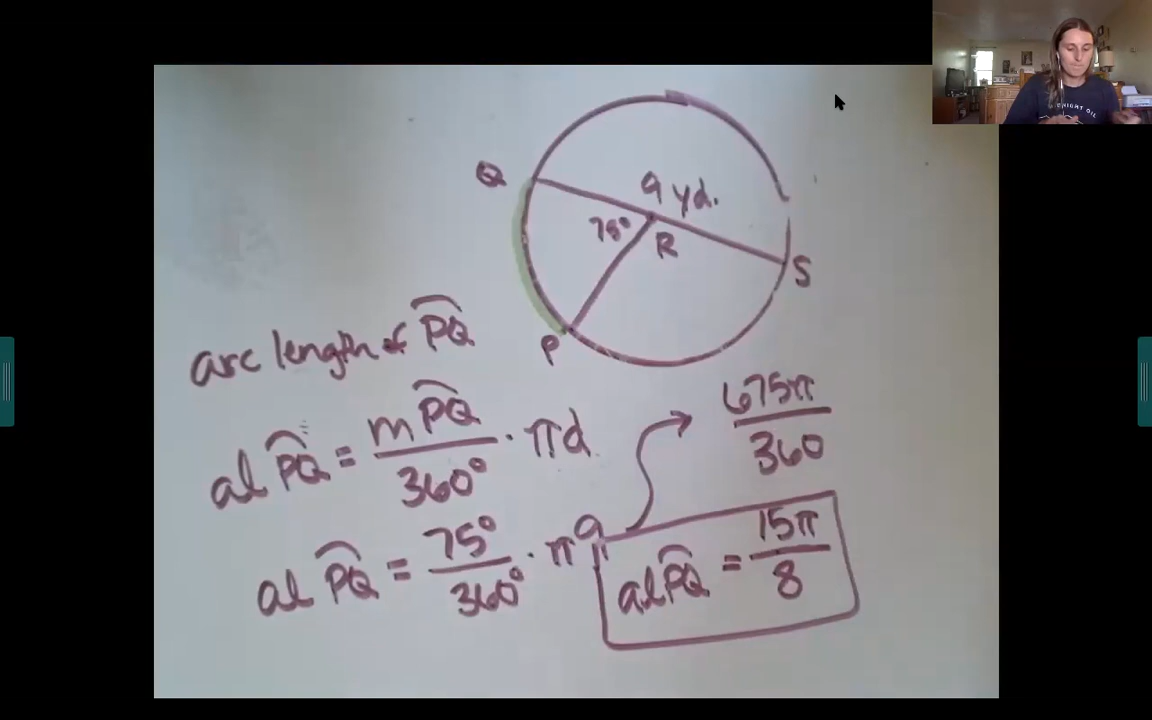 Q
9 yd.
75°
R
S
P
arc length of PQ
al PQ = mPQ / 360° · πd
675π / 360
al PQ = 75° / 360° · π9
al PQ = 15π / 8